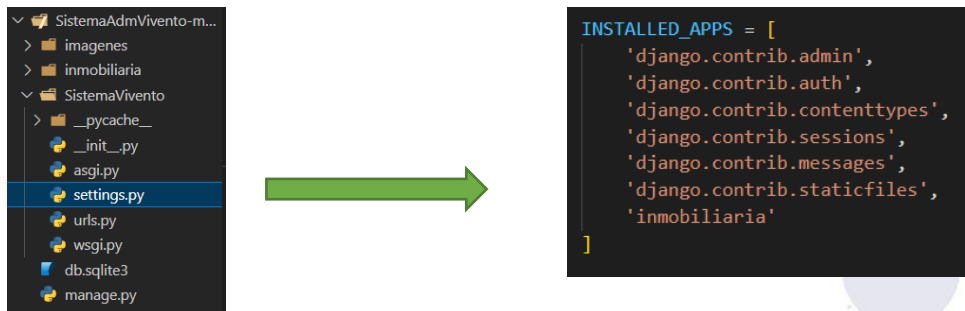 SistemaAdmVivento-m...
imagenes
inmobiliaria
SistemaVivento
__pycache__
__init__.py
asgi.py
settings.py
urls.py
wsgi.py
db.sqlite3
manage.py
INSTALLED_APPS = [
'django.contrib.admin',
'django.contrib.auth',
'django.contrib.contenttypes',
'django.contrib.sessions',
'django.contrib.messages',
'django.contrib.staticfiles',
'inmobiliaria'
]